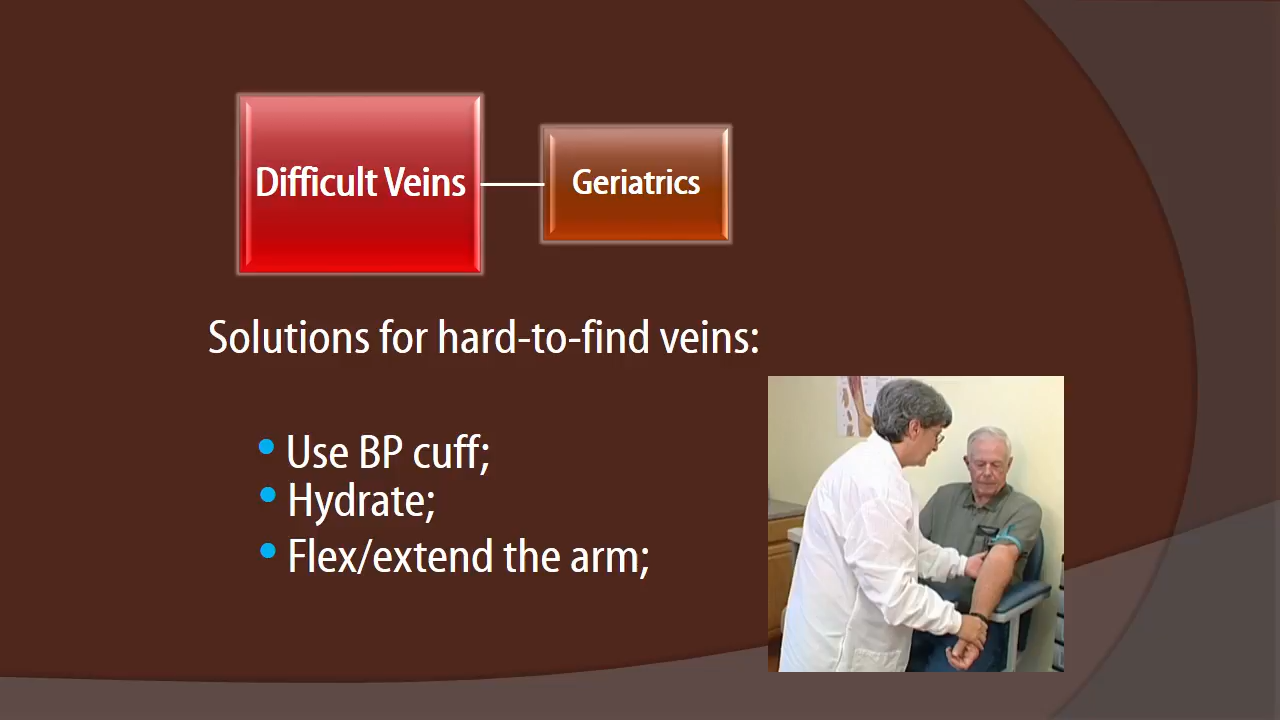 Difficult Veins
Geriatrics
Solutions for hard-to-find veins:
• Use BP cuff;
• Hydrate;
• Flex/extend the arm;